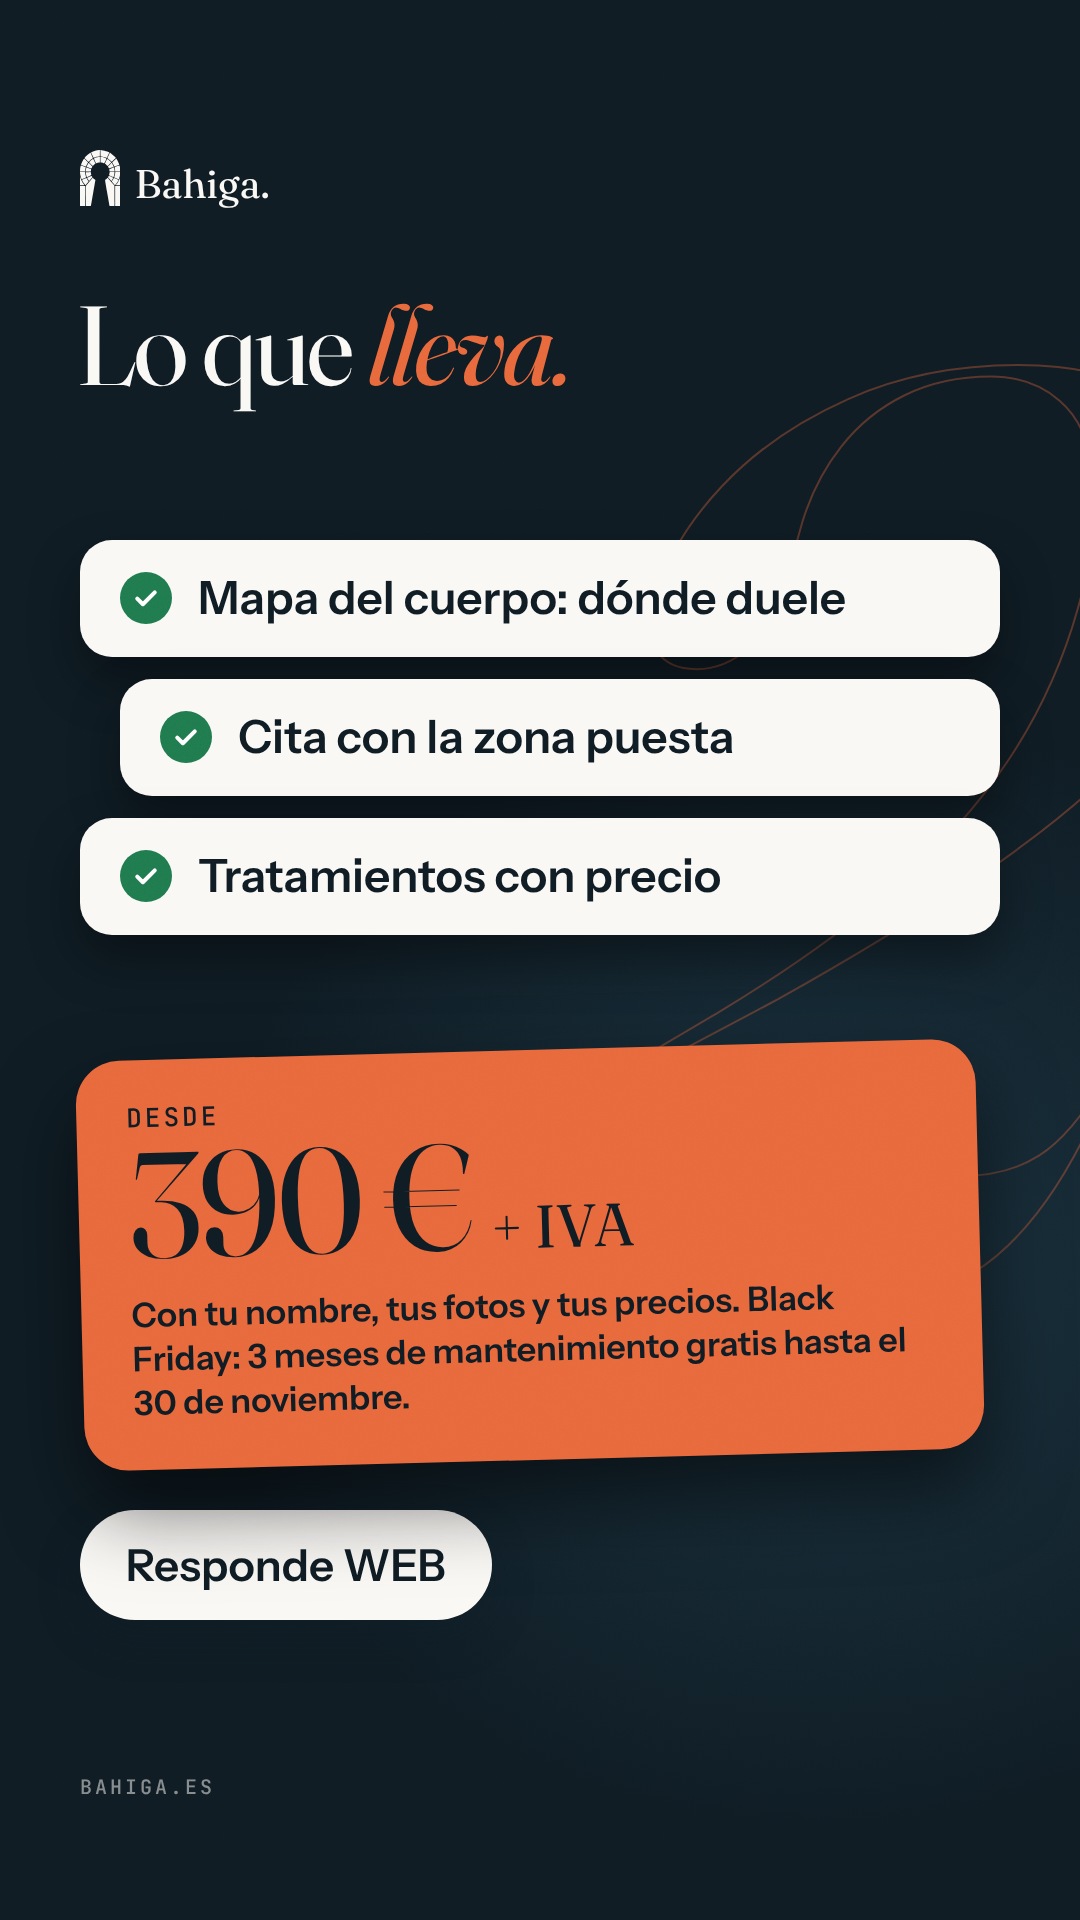 Bahiga.
Lo que lleva.
Mapa del cuerpo: dónde duele
Cita con la zona puesta
Tratamientos con precio
DESDE
390 € + IVA
Con tu nombre, tus fotos y tus precios. Black
Friday: 3 meses de mantenimiento gratis hasta el
30 de noviembre.
Responde WEB
BAHIGA.ES